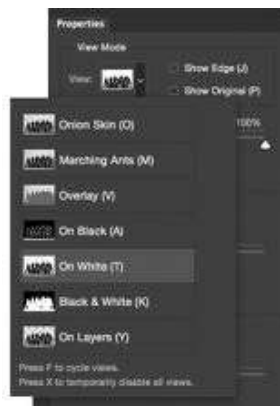 Properties
View Mode
View:
Show Edge (J)
Show Original (P)
100%
Onion Skin (O)
Marching Ants (M)
Overlay (V)
On Black (A)
On White (T)
Black & White (K)
On Layers (Y)
Press F to cycle views.
Press X to temporarily disable all views.